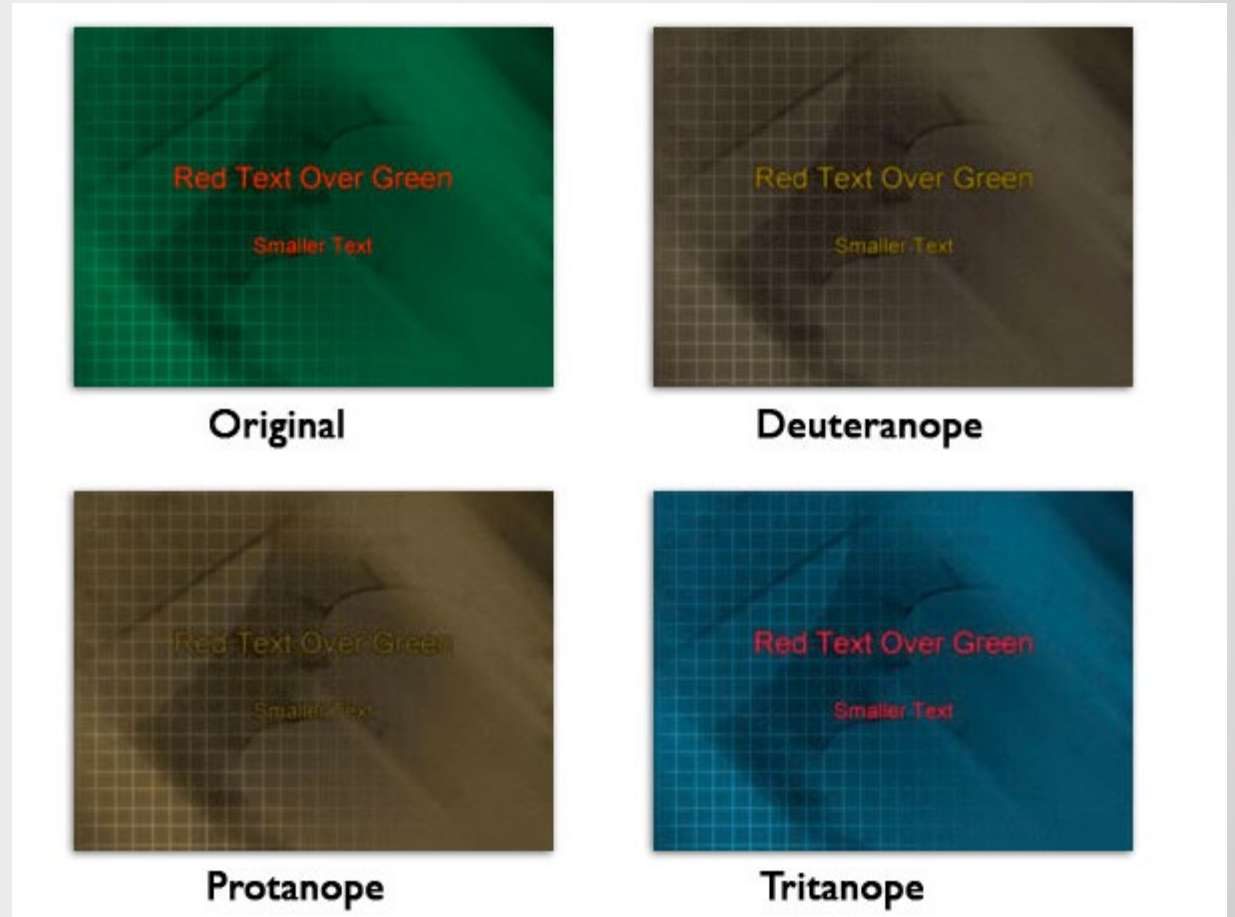 Red Text Over Green
Smaller Text
Original
Red Text Over Green
Smaller Text
Deuteranope
Red Text Over Green
Smaller Text
Protanope
Red Text Over Green
Smaller Text
Tritanope